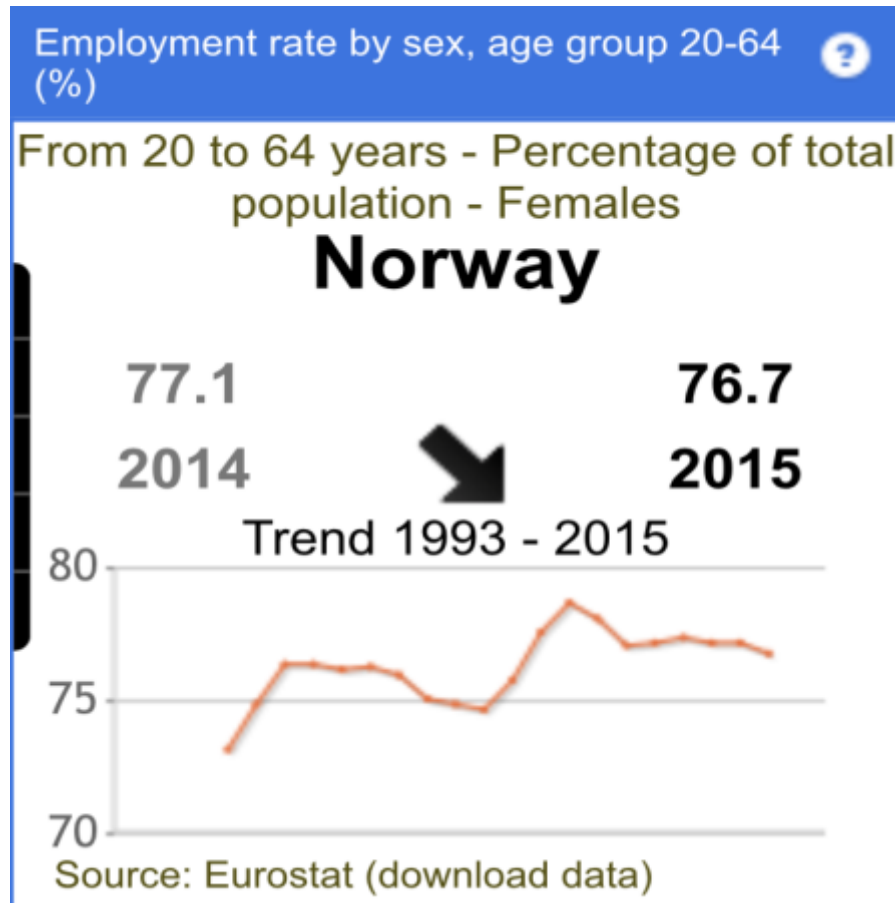 Employment rate by sex, age group 20-64
(%)
?
From 20 to 64 years - Percentage of total
population - Females
Norway
77.1 76.7
2014 2015
Trend 1993 - 2015
80
75
70
Source: Eurostat (download data)